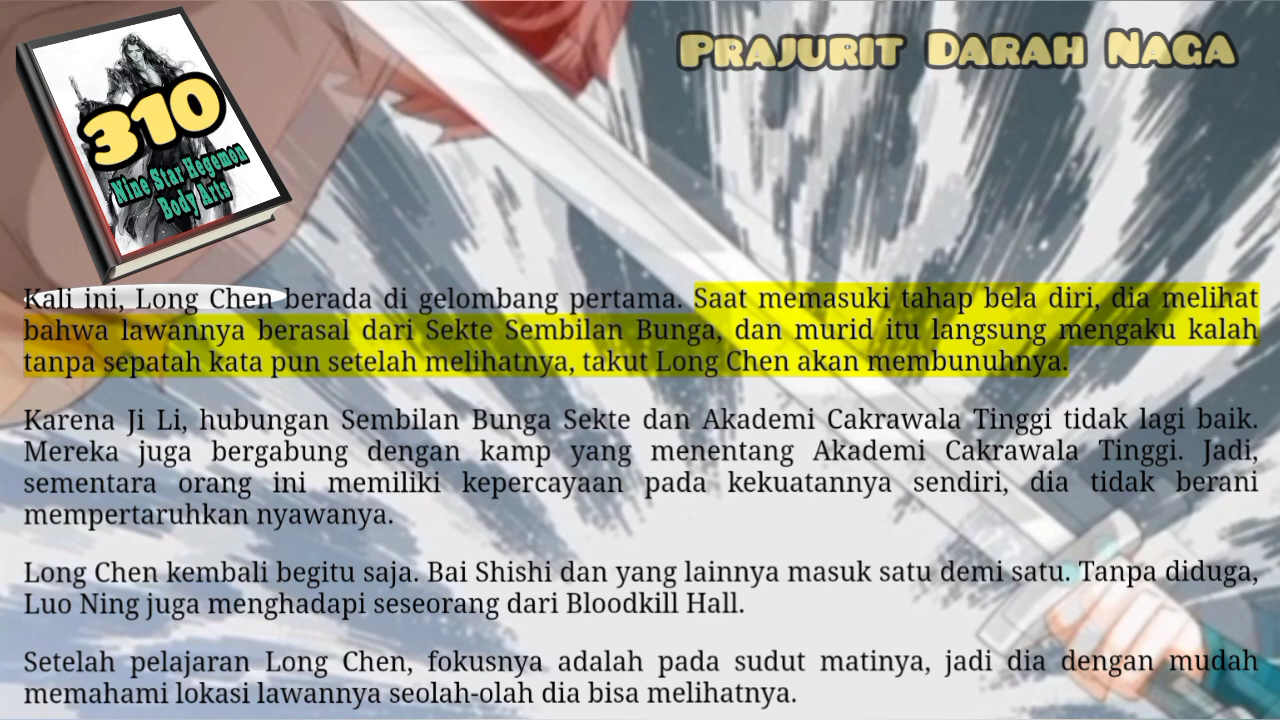 Prajurit Darah Naga
310
Nine Star Hegemon
Body Arts
Kali ini, Long Chen berada di gelombang pertama. Saat memasuki tahap bela diri, dia melihat
bahwa lawannya berasal dari Sekte Sembilan Bunga, dan murid itu langsung mengaku kalah
tanpa sepatah kata pun setelah melihatnya, takut Long Chen akan membunuhnya.
Karena Ji Li, hubungan Sembilan Bunga Sekte dan Akademi Cakrawala Tinggi tidak lagi baik.
Mereka juga bergabung dengan kamp yang menentang Akademi Cakrawala Tinggi. Jadi,
sementara orang ini memiliki kepercayaan pada kekuatannya sendiri, dia tidak berani
mempertaruhkan nyawanya.
Long Chen kembali begitu saja. Bai Shishi dan yang lainnya masuk satu demi satu. Tanpa diduga,
Luo Ning juga menghadapi seseorang dari Bloodkill Hall.
Setelah pelajaran Long Chen, fokusnya adalah pada sudut matinya, jadi dia dengan mudah
memahami lokasi lawannya seolah-olah dia bisa melihatnya.